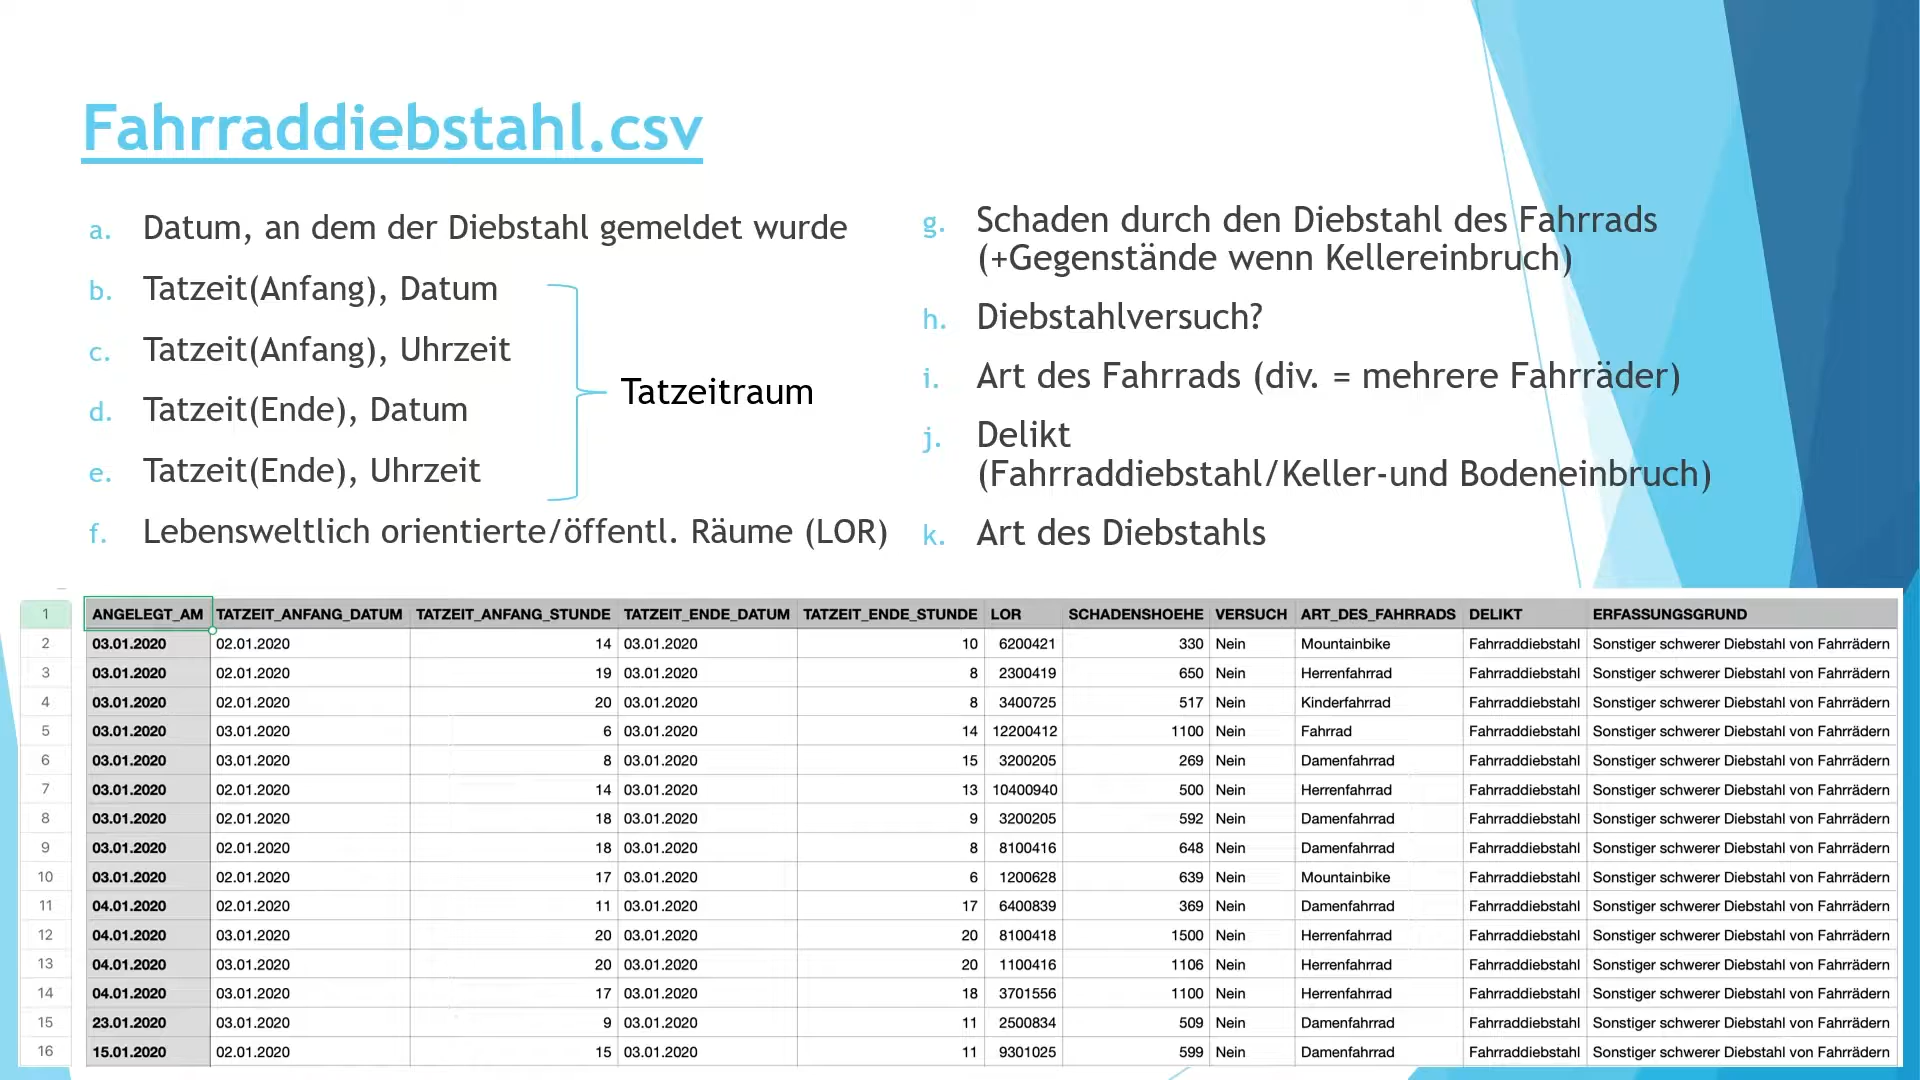 Fahrraddiebstahl.csv
a. Datum, an dem der Diebstahl gemeldet wurde
b. Tatzeit(Anfang), Datum
c. Tatzeit(Anfang), Uhrzeit
d. Tatzeit(Ende), Datum
e. Tatzeit(Ende), Uhrzeit
Tatzeitraum
f. Lebensweltlich orientierte/öffentl. Räume (LOR)
g. Schaden durch den Diebstahl des Fahrrads
(+Gegenstände wenn Kellereinbruch)
h. Diebstahlversuch?
i. Art des Fahrrads (div. = mehrere Fahrräder)
j. Delikt
(Fahrraddiebstahl/Keller-und Bodeneinbruch)
k. Art des Diebstahls
1 ANGELEGT_AM TATZEIT_ANFANG_DATUM TATZEIT_ANFANG_STUNDE TATZEIT_ENDE_DATUM TATZEIT_ENDE_STUNDE LOR SCHADENSHOEHE VERSUCH ART_DES_FAHRRADS DELIKT ERFASSUNGSGRUND
2 03.01.2020 02.01.2020 14 03.01.2020 10 6200421 330 Nein Mountainbike Fahrraddiebstahl Sonstiger schwerer Diebstahl von Fahrrädern
3 03.01.2020 02.01.2020 19 03.01.2020 8 2300419 650 Nein Herrenfahrrad Fahrraddiebstahl Sonstiger schwerer Diebstahl von Fahrrädern
4 03.01.2020 02.01.2020 20 03.01.2020 8 3400725 517 Nein Kinderfahrrad Fahrraddiebstahl Sonstiger schwerer Diebstahl von Fahrrädern
5 03.01.2020 03.01.2020 6 03.01.2020 14 12200412 1100 Nein Fahrrad Fahrraddiebstahl Sonstiger schwerer Diebstahl von Fahrrädern
6 03.01.2020 03.01.2020 8 03.01.2020 15 3200205 269 Nein Damenfahrrad Fahrraddiebstahl Sonstiger schwerer Diebstahl von Fahrrädern
7 03.01.2020 02.01.2020 14 03.01.2020 13 10400940 500 Nein Herrenfahrrad Fahrraddiebstahl Sonstiger schwerer Diebstahl von Fahrrädern
8 03.01.2020 02.01.2020 18 03.01.2020 9 3200205 592 Nein Damenfahrrad Fahrraddiebstahl Sonstiger schwerer Diebstahl von Fahrrädern
9 03.01.2020 02.01.2020 18 03.01.2020 8 8100416 648 Nein Damenfahrrad Fahrraddiebstahl Sonstiger schwerer Diebstahl von Fahrrädern
10 03.01.2020 02.01.2020 17 03.01.2020 6 1200628 639 Nein Mountainbike Fahrraddiebstahl Sonstiger schwerer Diebstahl von Fahrrädern
11 04.01.2020 02.01.2020 11 03.01.2020 17 6400839 369 Nein Damenfahrrad Fahrraddiebstahl Sonstiger schwerer Diebstahl von Fahrrädern
12 04.01.2020 03.01.2020 20 03.01.2020 20 8100418 1500 Nein Herrenfahrrad Fahrraddiebstahl Sonstiger schwerer Diebstahl von Fahrrädern
13 04.01.2020 03.01.2020 20 03.01.2020 20 1100416 1106 Nein Herrenfahrrad Fahrraddiebstahl Sonstiger schwerer Diebstahl von Fahrrädern
14 04.01.2020 03.01.2020 17 03.01.2020 18 3701556 1100 Nein Herrenfahrrad Fahrraddiebstahl Sonstiger schwerer Diebstahl von Fahrrädern
15 23.01.2020 03.01.2020 9 03.01.2020 11 2500834 509 Nein Damenfahrrad Fahrraddiebstahl Sonstiger schwerer Diebstahl von Fahrrädern
16 15.01.2020 02.01.2020 15 03.01.2020 11 9301025 599 Nein Damenfahrrad Fahrraddiebstahl Sonstiger schwerer Diebstahl von Fahrrädern